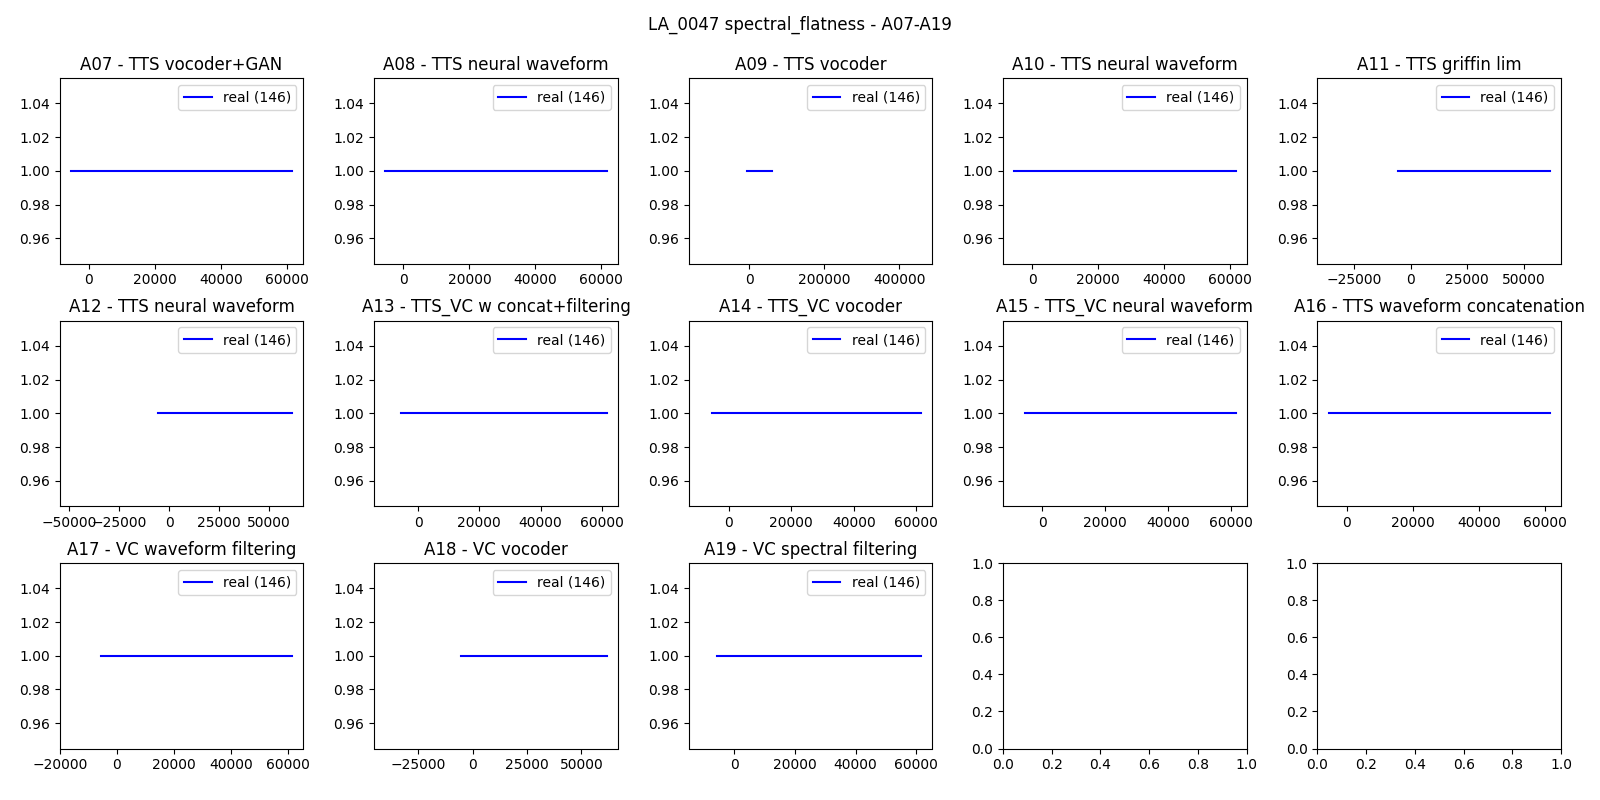 LA_0047 spectral_flatness - A07-A19
A07 - TTS vocoder+GAN
real (146)
1.04
1.02
1.00
0.98
0.96
0 20000 40000 60000
A08 - TTS neural waveform
real (146)
1.04
1.02
1.00
0.98
0.96
0 20000 40000 60000
A09 - TTS vocoder
real (146)
1.04
1.02
1.00
0.98
0.96
0 200000 400000
A10 - TTS neural waveform
real (146)
1.04
1.02
1.00
0.98
0.96
0 20000 40000 60000
A11 - TTS griffin lim
real (146)
1.04
1.02
1.00
0.98
0.96
−25000 0 25000 50000
A12 - TTS neural waveform
real (146)
1.04
1.02
1.00
0.98
0.96
−50000 −25000 0 25000 50000
A13 - TTS_VC w concat+filtering
real (146)
1.04
1.02
1.00
0.98
0.96
0 20000 40000 60000
A14 - TTS_VC vocoder
real (146)
1.04
1.02
1.00
0.98
0.96
0 20000 40000 60000
A15 - TTS_VC neural waveform
real (146)
1.04
1.02
1.00
0.98
0.96
0 20000 40000 60000
A16 - TTS waveform concatenation
real (146)
1.04
1.02
1.00
0.98
0.96
0 20000 40000 60000
A17 - VC waveform filtering
real (146)
1.04
1.02
1.00
0.98
0.96
−20000 0 20000 40000 60000
A18 - VC vocoder
real (146)
1.04
1.02
1.00
0.98
0.96
−25000 0 25000 50000
A19 - VC spectral filtering
real (146)
1.04
1.02
1.00
0.98
0.96
0 20000 40000 60000
1.0
0.8
0.6
0.4
0.2
0.0
0.0 0.2 0.4 0.6 0.8 1.0
1.0
0.8
0.6
0.4
0.2
0.0
0.0 0.2 0.4 0.6 0.8 1.0